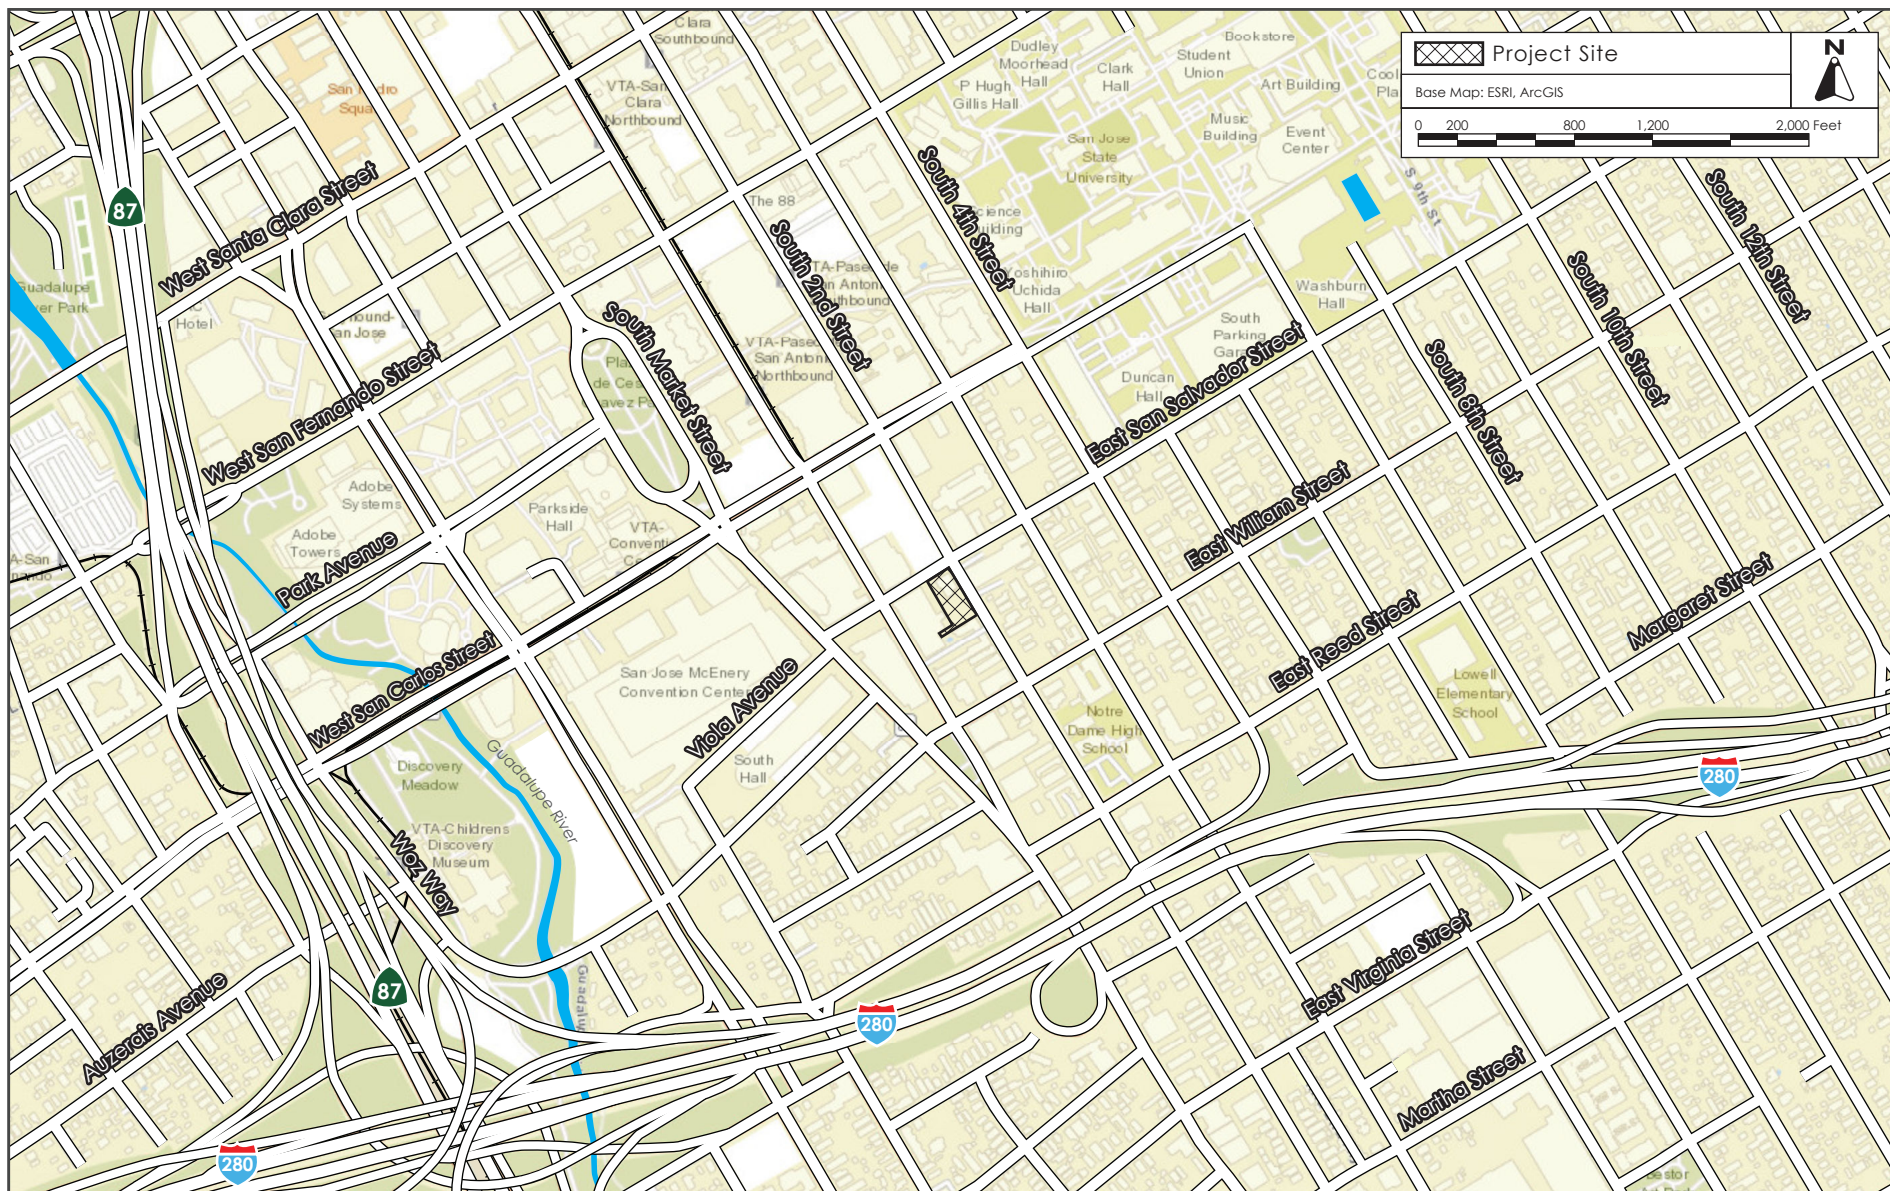 Project Site
N
Base Map: ESRI, ArcGIS
0 200 800 1,200 2,000 Feet
Clara
Southbound
Dudley
Moorhead
Hall
Bookstore
Student
Union
Clark
Hall
Art Building
P Hugh
Gillis Hall
VTA-San
Clara
Northbound
Music
Building
Event
Center
San Jose
State
University
S 9th St
87
West Santa Clara Street
South 4th Street
South 12th Street
The 88
South 2nd Street
South 10th Street
Yoshihiro
Uchida
Hall
Washburn
Hall
Guadalupe
Hotel
South Market Street
South
Parking
East San Salvador Street
VTA-Paseo
San Antonio
Northbound
West San Fernando Street
South 8th Street
Duncan
Hall
Adobe
Systems
Parkside
Hall
Adobe
Towers
VTA-
East William Street
Park Avenue
East Reed Street
Margaret Street
West San Carlos Street
San Jose McEnery
Convention Center
Viola Avenue
Lowell
Elementary
School
Notre
Dame High
School
South
Hall
Discovery
Meadow
Guadalupe River
280
VTA-Childrens
Discovery
Museum
Woz Way
87
Auzerais Avenue
East Virginia Street
280
Martha Street
280